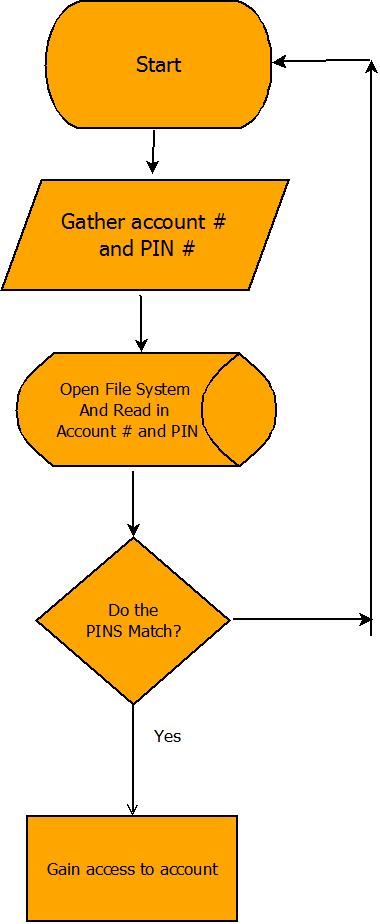 Start
Gather account #
and PIN #
Open File System
And Read in
Account # and PIN
Do the
PINS Match?
Yes
Gain access to account